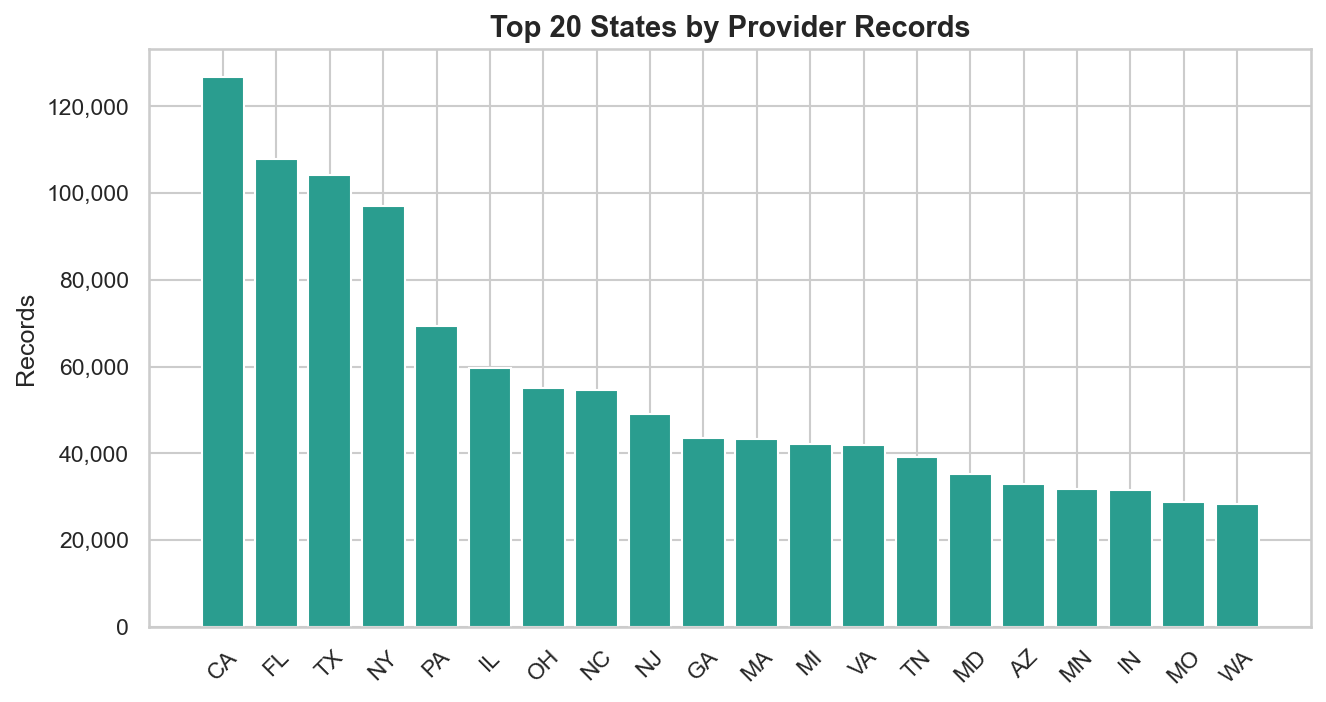 Top 20 States by Provider Records
120,000
100,000
80,000
60,000
40,000
20,000
0
Records
CA FL TX NY PA IL OH NC NJ GA MA MI VA TN MD AZ MN IN MO WA